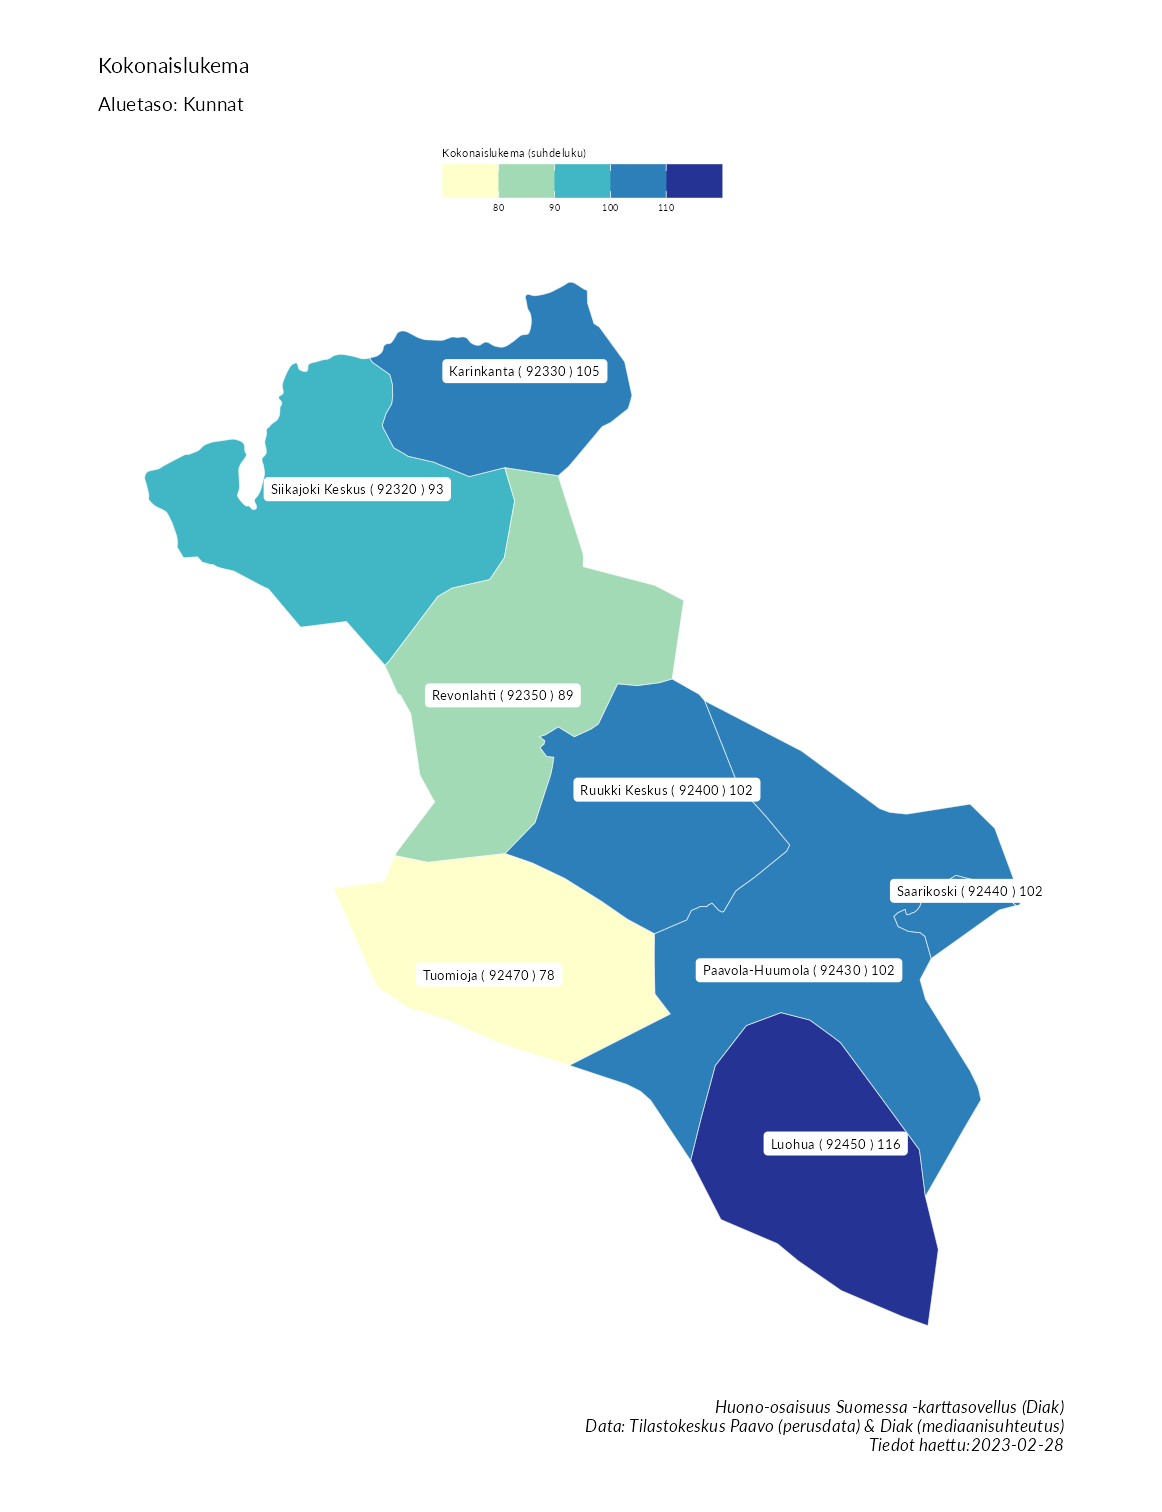 Kokonaislukema
Aluetaso: Kunnat
Kokonaislukema (suhdeluku)
80 90 100 110
Karinkanta ( 92330 ) 105
Siikajoki Keskus ( 92320 ) 93
Revonlahti ( 92350 ) 89
Ruukki Keskus ( 92400 ) 102
Saarikoski ( 92440 ) 102
Paavola-Huumola ( 92430 ) 102
Tuomioja ( 92470 ) 78
Luohua ( 92450 ) 116
Huono-osaisuus Suomessa -karttasovellus (Diak)
Data: Tilastokeskus Paavo (perusdata) & Diak (mediaanisuhteutus)
Tiedot haettu:2023-02-28